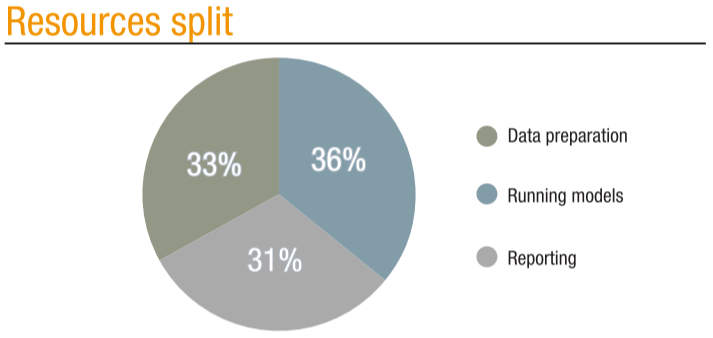 Resources split
33%
36%
31%
Data preparation
Running models
Reporting